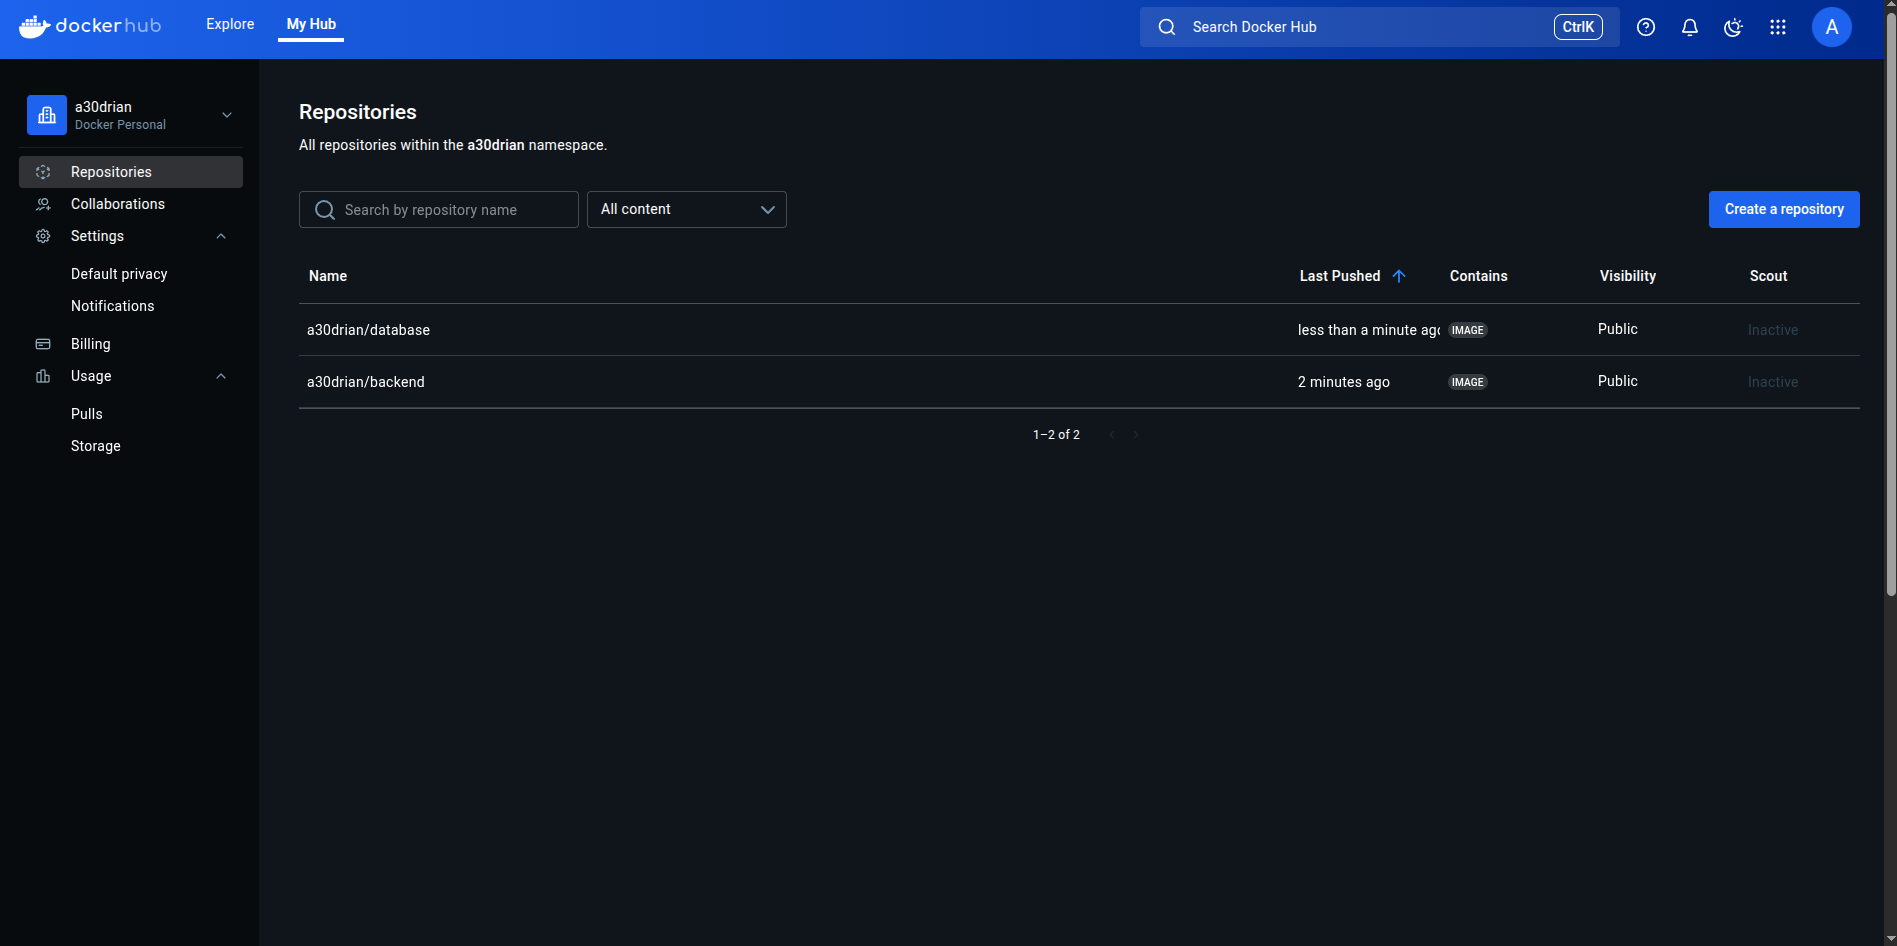 dockerhub
Explore
My Hub
Search Docker Hub
CtrlK
A
a30drian
Docker Personal
Repositories
Collaborations
Settings
Default privacy
Notifications
Billing
Usage
Pulls
Storage
Repositories
All repositories within the a30drian namespace.
Search by repository name
All content
Create a repository
Name Last Pushed Contains Visibility Scout
a30drian/database less than a minute ago IMAGE Public Inactive
a30drian/backend 2 minutes ago IMAGE Public Inactive
1–2 of 2